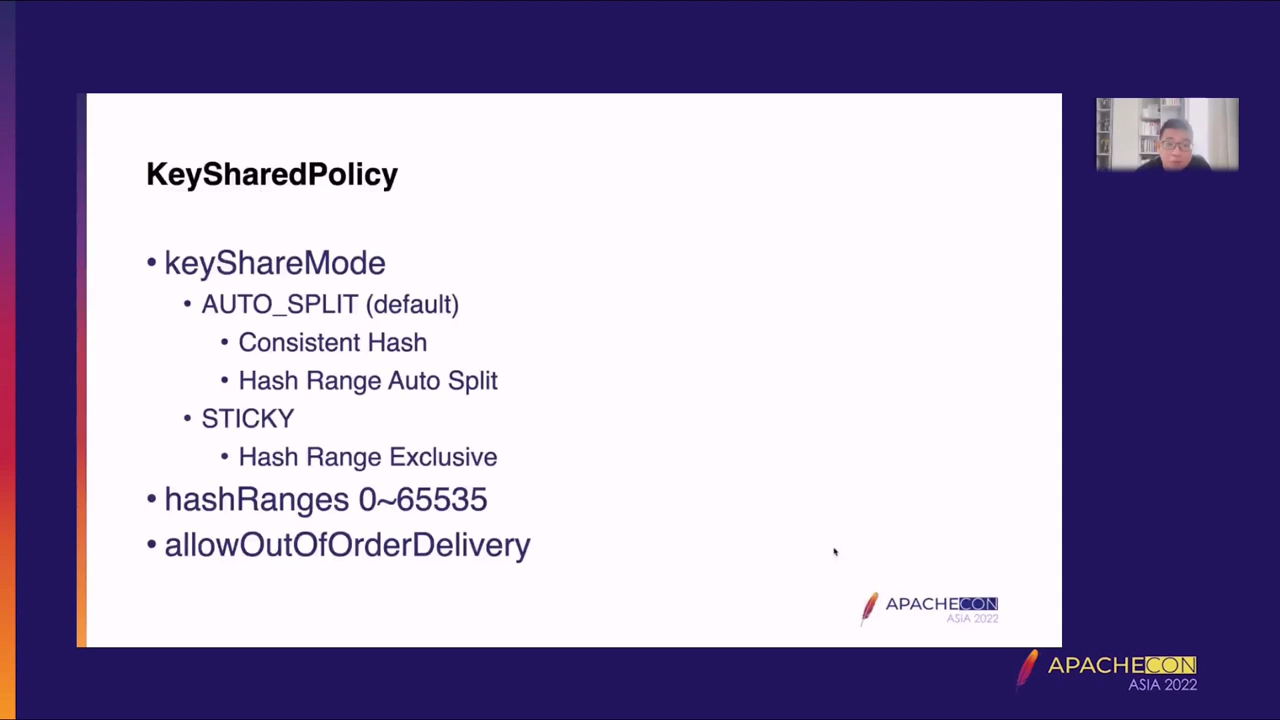 KeySharedPolicy
• keyShareMode
• AUTO_SPLIT (default)
• Consistent Hash
• Hash Range Auto Split
• STICKY
• Hash Range Exclusive
• hashRanges 0~65535
• allowOutOfOrderDelivery
APACHECON
ASIA 2022
APACHECON
ASIA 2022